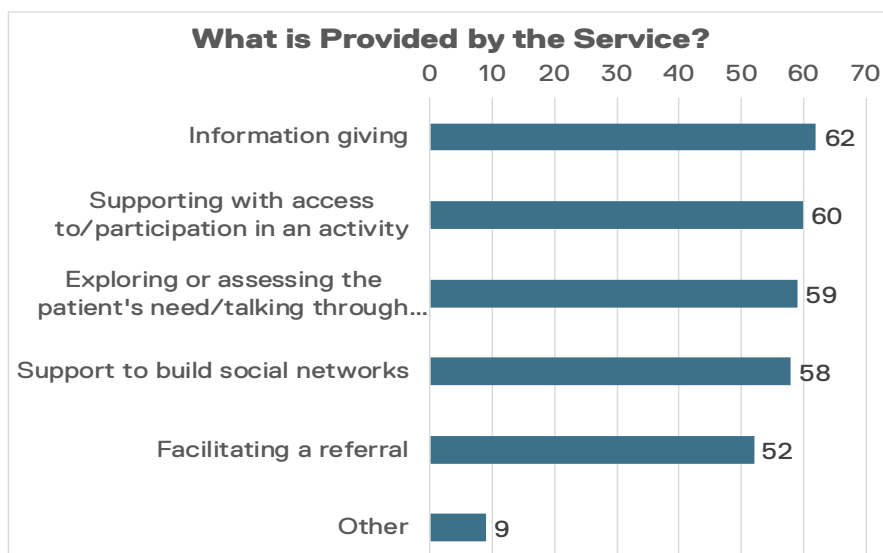 What is Provided by the Service?
0 10 20 30 40 50 60 70
Information giving 62
Supporting with access
to/participation in an activity 60
Exploring or assessing the
patient's need/talking through... 59
Support to build social networks 58
Facilitating a referral 52
Other 9